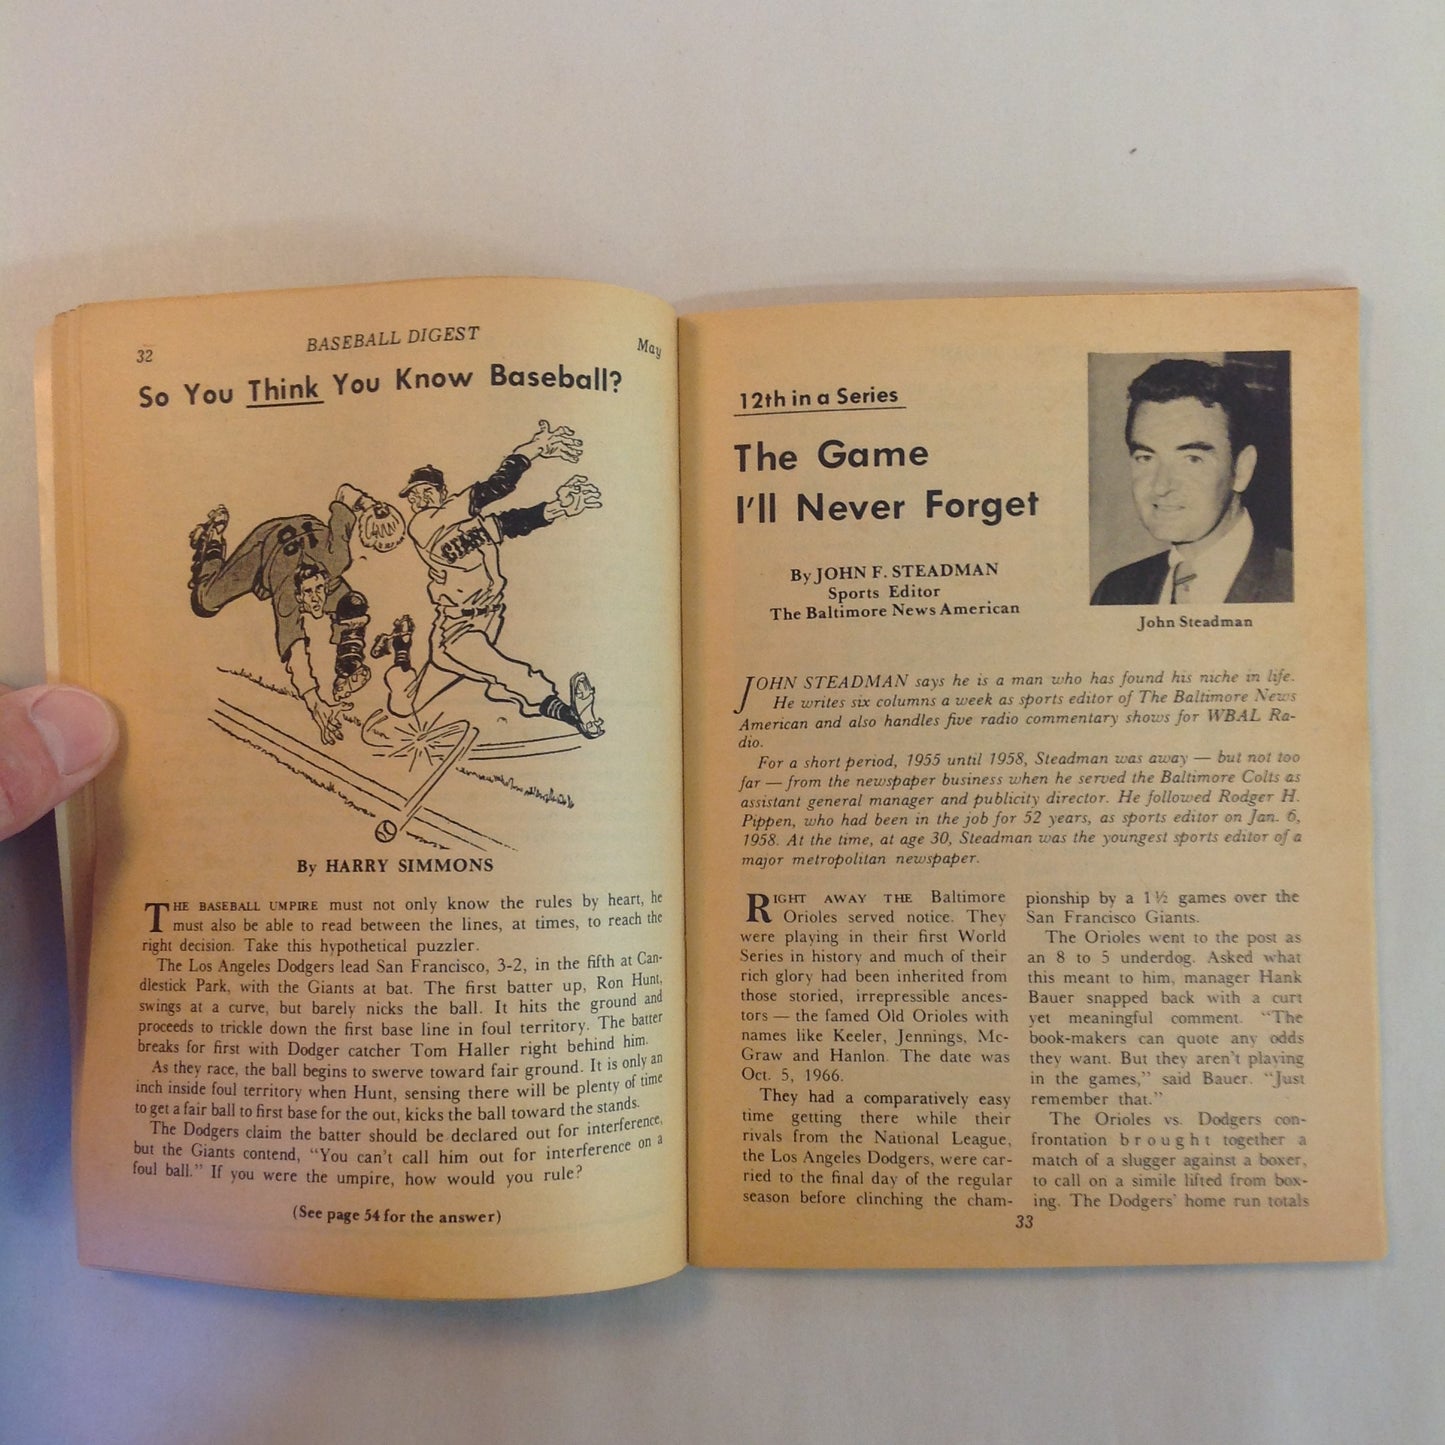 32
BASEBALL DIGEST
May
So You Think You Know Baseball?
GIANTS
By HARRY SIMMONS
THE BASEBALL UMPIRE must not only know the rules by heart, he
must also be able to read between the lines, at times, to reach the
right decision. Take this hypothetical puzzler.
The Los Angeles Dodgers lead San Francisco, 3-2, in the fifth at Can-
dlestick Park, with the Giants at bat. The first batter up, Ron Hunt,
swings at a curve, but barely nicks the ball. It hits the ground and
proceeds to trickle down the first base line in foul territory. The batter
breaks for first with Dodger catcher Tom Haller right behind him.
As they race, the ball begins to swerve toward fair ground. It is only an
inch inside foul territory when Hunt, sensing there will be plenty of time
to get a fair ball to first base for the out, kicks the ball toward the stands.
The Dodgers claim the batter should be declared out for interference,
but the Giants contend, "You can't call him out for interference on a
foul ball." If you were the umpire, how would you rule?
(See page 54 for the answer)
12th in a Series
The Game
I'll Never Forget
By JOHN F. STEADMAN
Sports Editor
The Baltimore News American
John Steadman
JOHN STEADMAN says he is a man who has found his niche in life.
He writes six columns a week as sports editor of The Baltimore News
American and also handles five radio commentary shows for WBAL Ra-
dio.
For a short period, 1955 until 1958, Steadman was away — but not too
far — from the newspaper business when he served the Baltimore Colts as
assistant general manager and publicity director. He followed Rodger H.
Pippen, who had been in the job for 52 years, as sports editor on Jan. 6,
1958. At the time, at age 30, Steadman was the youngest sports editor of a
major metropolitan newspaper.
RIGHT AWAY THE Baltimore
Orioles served notice. They
were playing in their first World
Series in history and much of their
rich glory had been inherited from
those storied, irrepressible ances-
tors — the famed Old Orioles with
names like Keeler, Jennings, Mc-
Graw and Hanlon. The date was
Oct. 5, 1966.
They had a comparatively easy
time getting there while their
rivals from the National League,
the Los Angeles Dodgers, were car-
ried to the final day of the regular
season before clinching the cham-
pionship by a 1½ games over the
San Francisco Giants.
The Orioles went to the post as
an 8 to 5 underdog. Asked what
this meant to him, manager Hank
Bauer snapped back with a curt
yet meaningful comment. "The
book-makers can quote any odds
they want. But they aren't playing
in the games," said Bauer. "Just
remember that."
The Orioles vs. Dodgers con-
frontation brought together a
match of a slugger against a boxer,
to call on a simile lifted from box-
ing. The Dodgers' home run totals
33